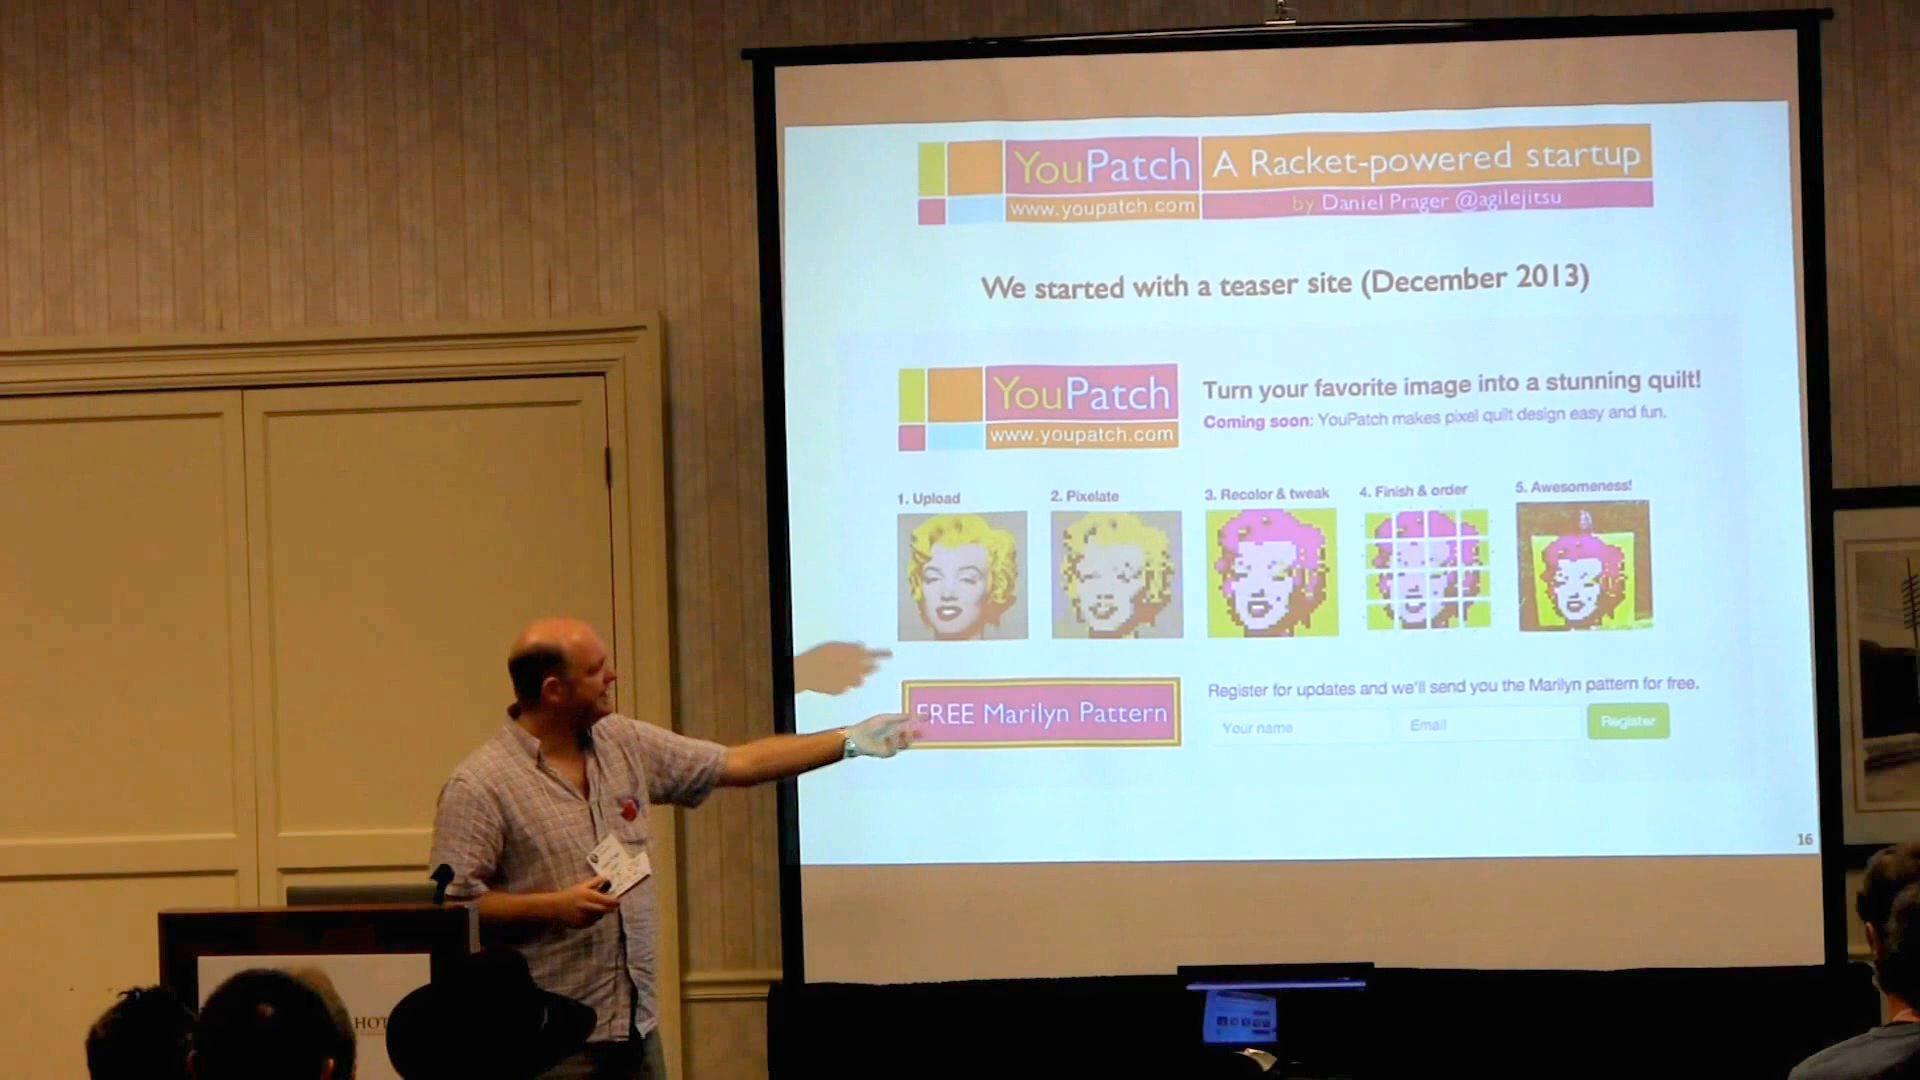 YouPatch
A Racket-powered startup
www.youpatch.com
by Daniel Prager @agilejitsu
We started with a teaser site (December 2013)
YouPatch
www.youpatch.com
Turn your favorite image into a stunning quilt!
Coming soon: YouPatch makes pixel quilt design easy and fun.
1. Upload
2. Pixelate
3. Recolor & tweak
4. Finish & order
5. Awesomeness!
FREE Marilyn Pattern
Register for updates and we'll send you the Marilyn pattern for free.
Your name
Email
Register
16
HOT